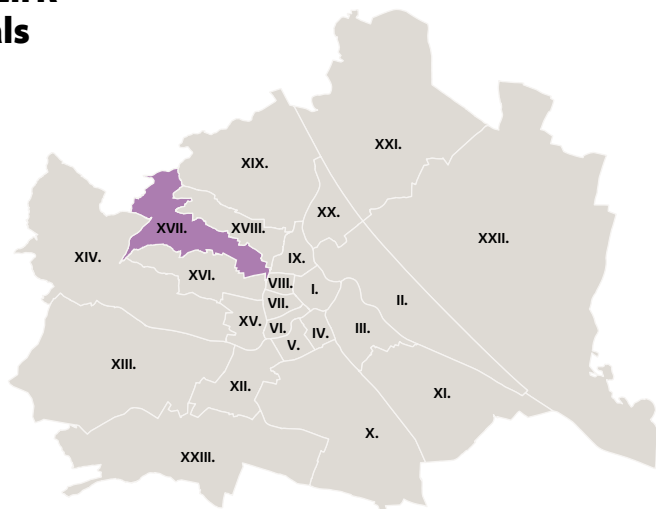 als
XXI.
XIX.
XX.
XVII.
XVIII.
XXII.
XIV.
IX.
XVI.
VIII.
I.
II.
VII.
XV.
VI.
IV.
III.
V.
XIII.
XII.
XI.
X.
XXIII.